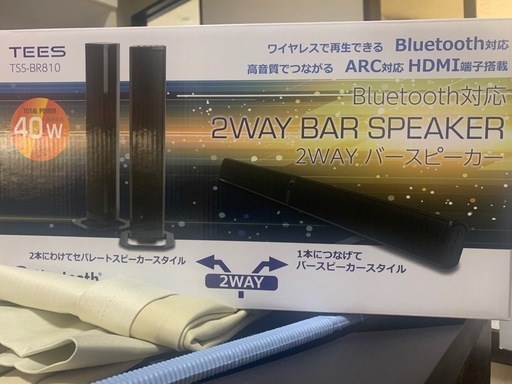 TEES
TSS-BR810
ワイヤレスで再生できる Bluetooth対応
高音質でつながる ARC対応 HDMI端子搭載
TOTAL POWER
40W
Bluetooth対応
2WAY BAR SPEAKER
2WAY バースピーカー
2本にわけてセパレートスピーカースタイル
2WAY
1本につなげて
バースピーカースタイル